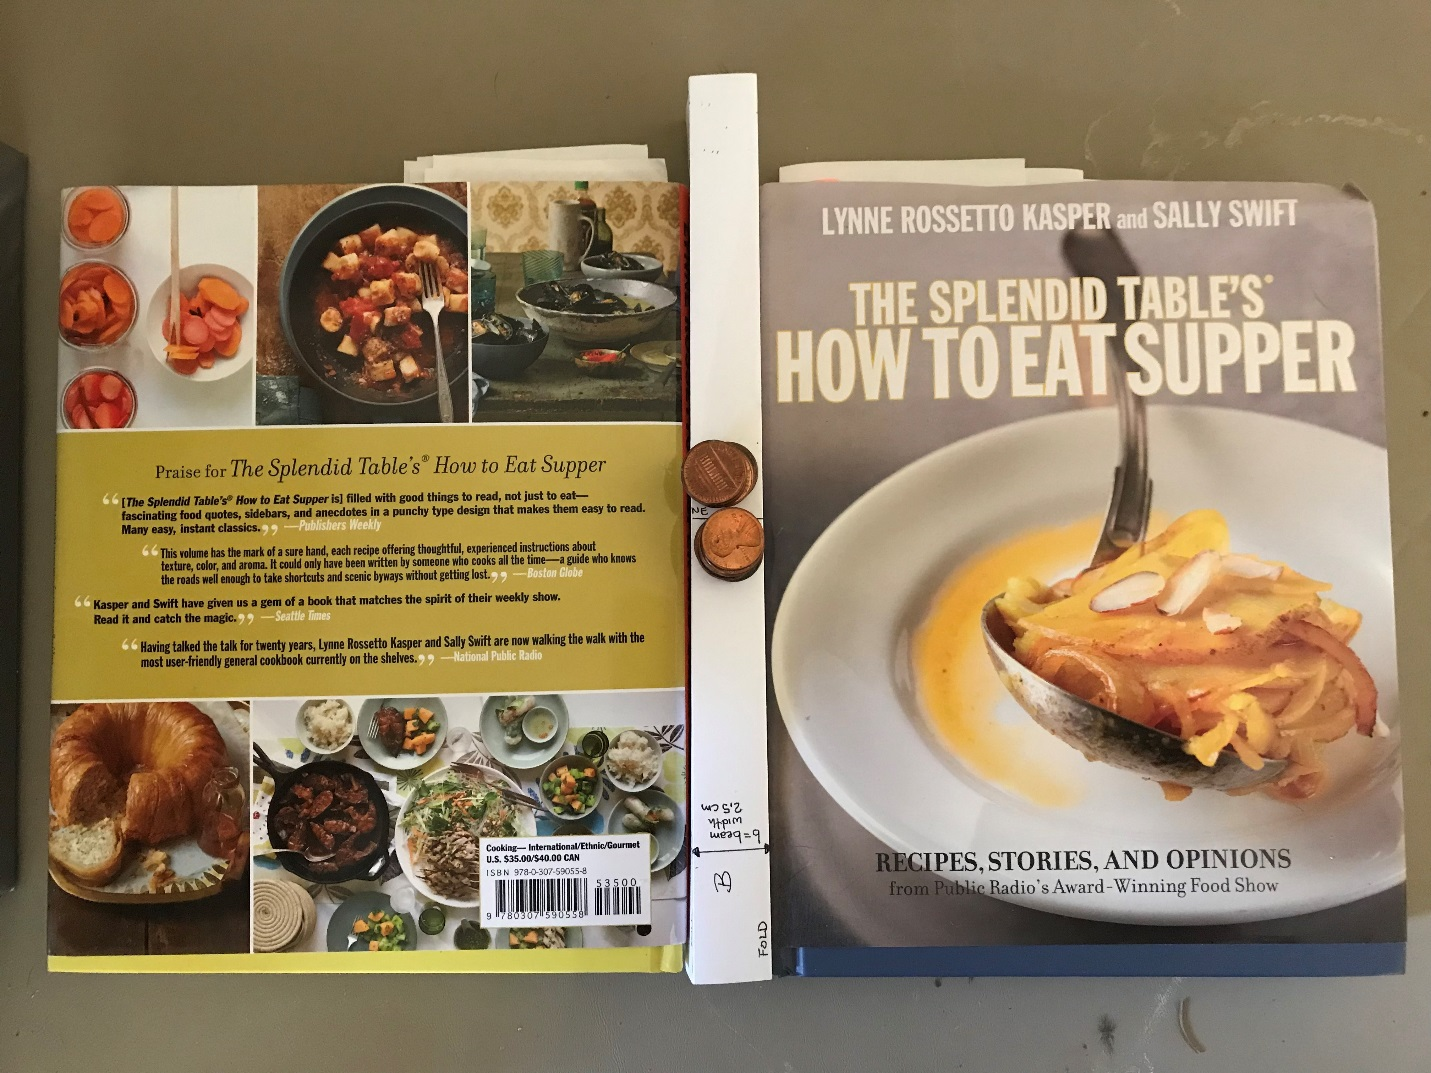 Praise for The Splendid Table's® How to Eat Supper
“[The Splendid Table's® How to Eat Supper is] filled with good things to read, not just to eat—
fascinating food quotes, sidebars, and anecdotes in a punchy type design that makes them easy to read.
Many easy, instant classics.” —Publishers Weekly
“This volume has the mark of a sure hand, each recipe offering thoughtful, experienced instructions about
texture, color, and aroma. It could only have been written by someone who cooks all the time—a guide who knows
the roads well enough to take shortcuts and scenic byways without getting lost.” —Boston Globe
“Kasper and Swift have given us a gem of a book that matches the spirit of their weekly show.
Read it and catch the magic.” —Seattle Times
“Having talked the talk for twenty years, Lynne Rossetto Kasper and Sally Swift are now walking the walk with the
most user-friendly general cookbook currently on the shelves.” —National Public Radio
Cooking— International/Ethnic/Gourmet
U.S. $35.00/$40.00 CAN
ISBN 978-0-307-59055-8
53500
9 780307 590558
NE
b=beam
width
2,5cm
B
FOLD
LYNNE ROSSETTO KASPER and SALLY SWIFT
THE SPLENDID TABLE'S®
HOW TO EAT SUPPER
RECIPES, STORIES, AND OPINIONS
from Public Radio's Award-Winning Food Show